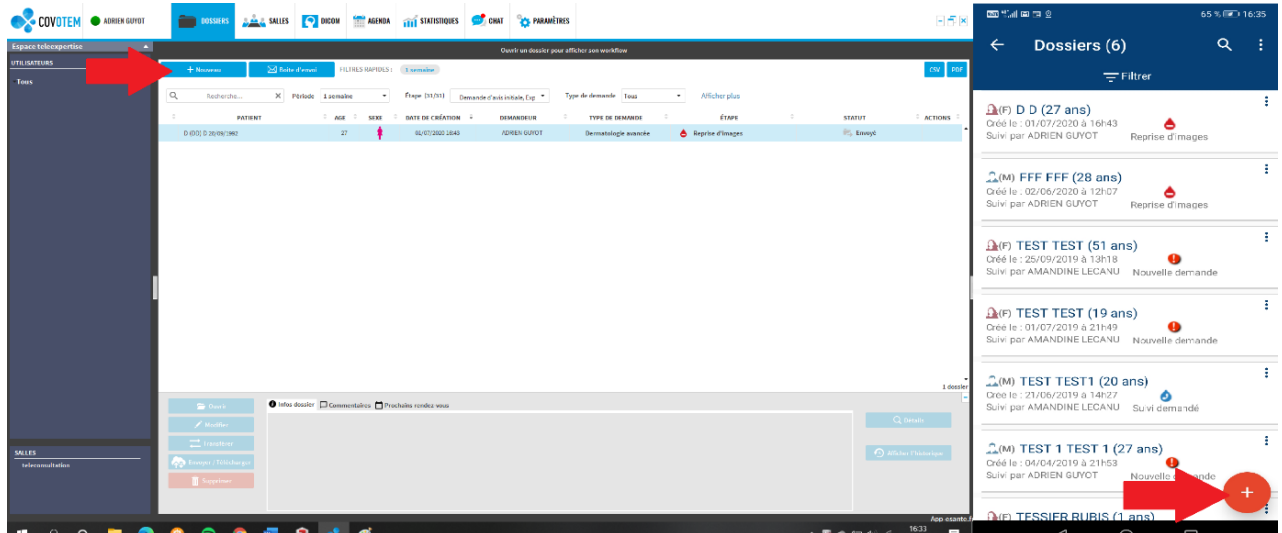 COVOTEM ADRIEN GUYOT DOSSIERS SALLES DICOM AGENDA STATISTIQUES CHAT PARAMÈTRES
Espace teleexpertise
Ouvrir un dossier pour afficher son workflow
UTILISATEURS
Tous
+ Nouveau Boîte d'envoi FILTRES RAPIDES : 1 semaine CSV PDF
Recherche... X Période 1 semaine Étape (31/31) Demande d'avis initiale, Exp Type de demande Tous Afficher plus
PATIENT AGE SEXE DATE DE CRÉATION DEMANDEUR TYPE DE DEMANDE ÉTAPE STATUT ACTIONS
D (DD) D 28/09/1992 27 01/07/2020 16:43 ADRIEN GUYOT Dermatologie avancée Reprise d'images Envoyé
1 dossier
Ouvrir
Modifier
Transférer
Envoyer / Télécharger
Supprimer
Infos dossier Commentaires Prochains rendez-vous
Détails
Afficher l'historique
SALLES
teleconsultation
App esante.f
16:33
65 % 16:35
Dossiers (6)
Filtrer
(F) D D (27 ans)
Créé le : 01/07/2020 à 16h43
Suivi par ADRIEN GUYOT Reprise d'images
(M) FFF FFF (28 ans)
Créé le : 02/06/2020 à 12h07
Suivi par ADRIEN GUYOT Reprise d'images
(F) TEST TEST (51 ans)
Créé le : 25/09/2019 à 13h18
Suivi par AMANDINE LECANU Nouvelle demande
(F) TEST TEST (19 ans)
Créé le : 01/07/2019 à 21h49
Suivi par AMANDINE LECANU Nouvelle demande
(M) TEST TEST1 (20 ans)
Créé le : 21/06/2019 à 14h27
Suivi par AMANDINE LECANU Suivi demandé
(M) TEST 1 TEST 1 (27 ans)
Créé le : 04/04/2019 à 21h53
Suivi par ADRIEN GUYOT Nouvelle demande
+
(F) TESSIER RUBIS (1 ans)